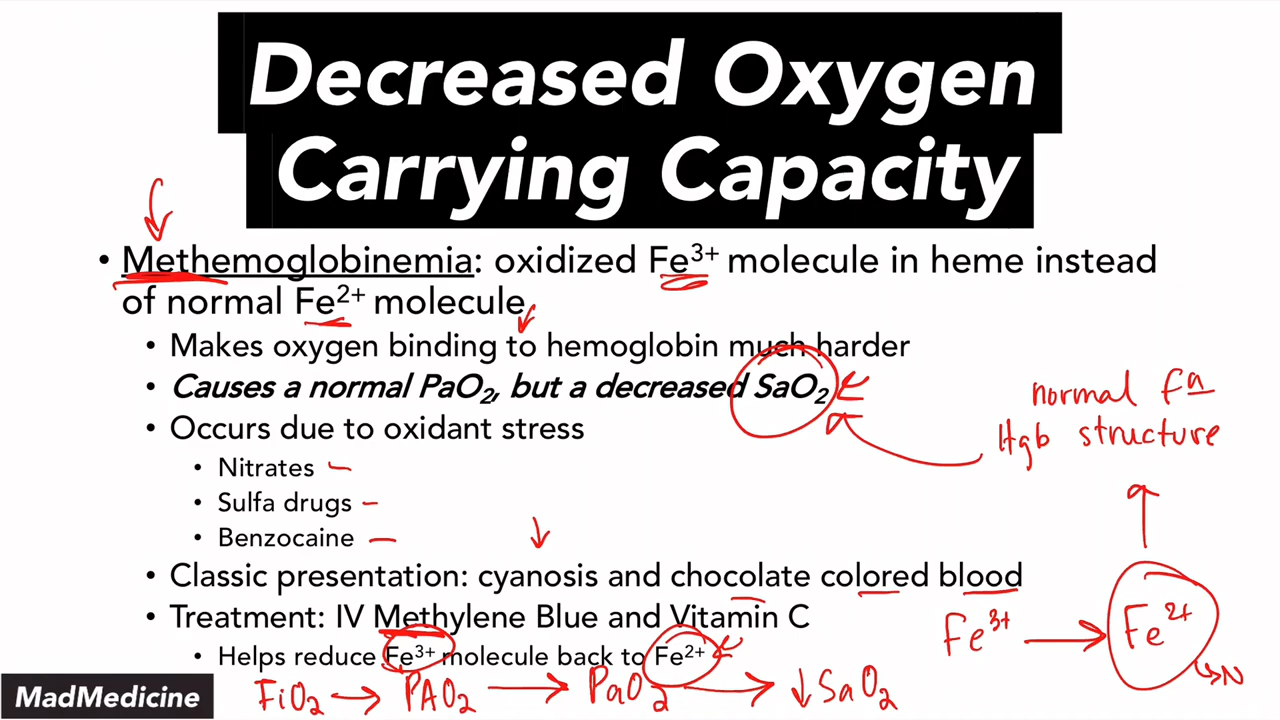 Decreased Oxygen
Carrying Capacity
• Methemoglobinemia: oxidized Fe³⁺ molecule in heme instead
of normal Fe²⁺ molecule
• Makes oxygen binding to hemoglobin much harder
• Causes a normal PaO₂, but a decreased SaO₂
normal
Hgb structure
• Occurs due to oxidant stress
• Nitrates
• Sulfa drugs
• Benzocaine
• Classic presentation: cyanosis and chocolate colored blood
• Treatment: IV Methylene Blue and Vitamin C
Fe³⁺ → Fe²⁺
• Helps reduce Fe³⁺ molecule back to Fe²⁺
FiO₂ → PAO₂ → PaO₂ → ↓SaO₂
MadMedicine